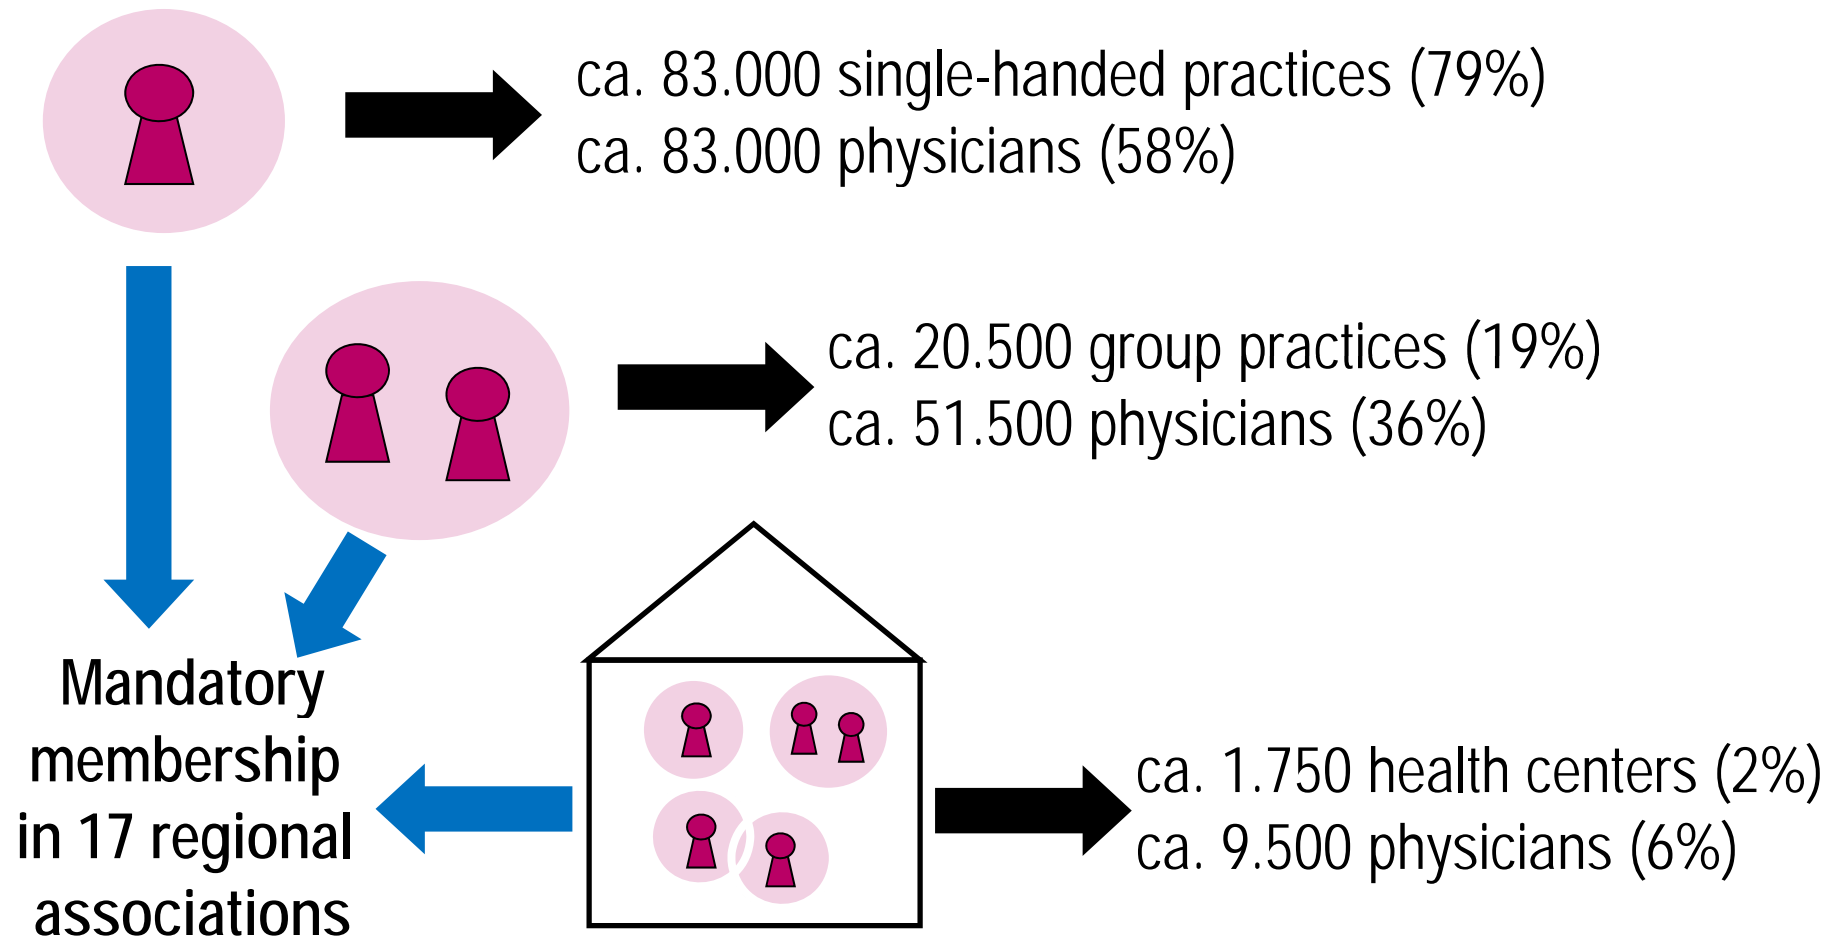 ca. 83.000 single-handed practices (79%)
ca. 83.000 physicians (58%)
ca. 20.500 group practices (19%)
ca. 51.500 physicians (36%)
Mandatory
membership
in 17 regional
associations
ca. 1.750 health centers (2%)
ca. 9.500 physicians (6%)